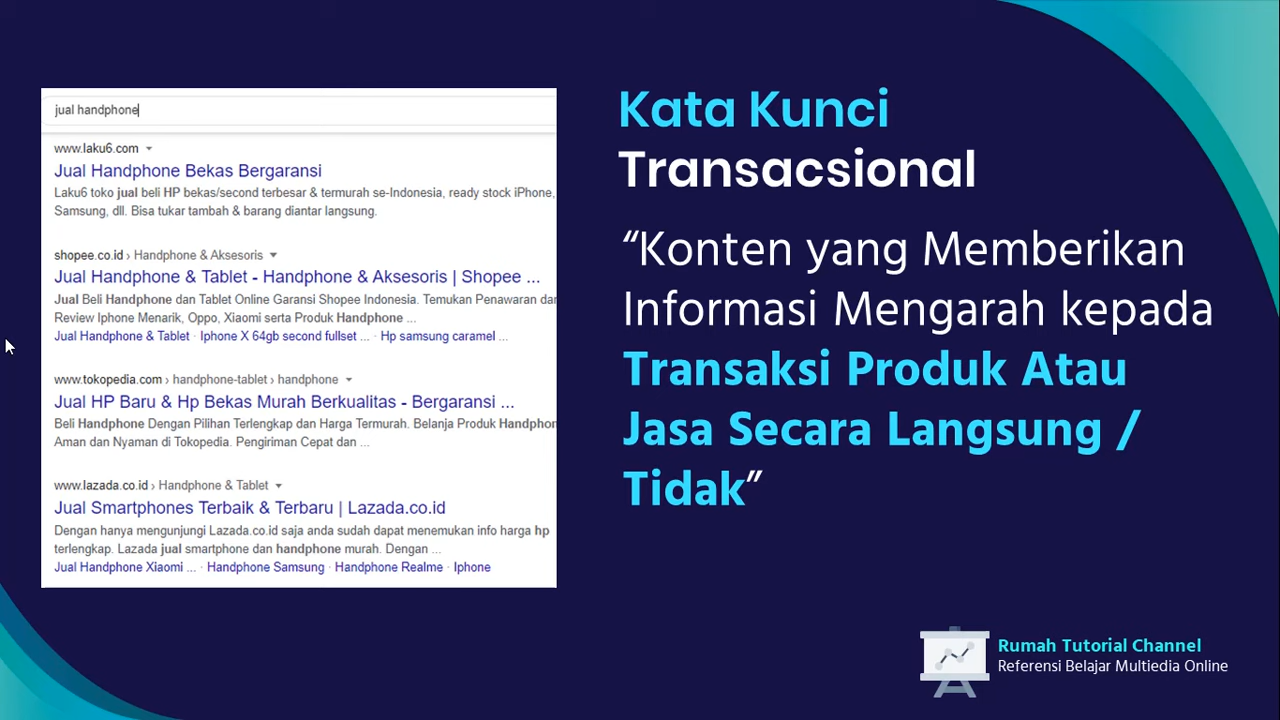 jual handphone
www.laku6.com
Jual Handphone Bekas Bergaransi
Laku6 toko jual beli HP bekas/second terbesar & termurah se-Indonesia, ready stock iPhone,
Samsung, dll. Bisa tukar tambah & barang diantar langsung.
shopee.co.id › Handphone & Aksesoris
Jual Handphone & Tablet - Handphone & Aksesoris | Shopee ...
Jual Beli Handphone dan Tablet Online Garansi Shopee Indonesia. Temukan Penawaran dar
Review Iphone Menarik, Oppo, Xiaomi serta Produk Handphone ...
Jual Handphone & Tablet · Iphone X 64gb second fullset ... · Hp samsung caramel ...
www.tokopedia.com › handphone-tablet › handphone
Jual HP Baru & Hp Bekas Murah Berkualitas - Bergaransi ...
Beli Handphone Dengan Pilihan Terlengkap dan Harga Termurah. Belanja Produk Handphon
Aman dan Nyaman di Tokopedia. Pengiriman Cepat dan ...
www.lazada.co.id › Handphone & Tablet
Jual Smartphones Terbaik & Terbaru | Lazada.co.id
Dengan hanya mengunjungi Lazada.co.id saja anda sudah dapat menemukan info harga hp
terlengkap. Lazada jual smartphone dan handphone murah. Dengan ...
Jual Handphone Xiaomi ... · Handphone Samsung · Handphone Realme · Iphone
Kata Kunci
Transacsional
“Konten yang Memberikan
Informasi Mengarah kepada
Transaksi Produk Atau
Jasa Secara Langsung /
Tidak”
Rumah Tutorial Channel
Referensi Belajar Multiedia Online